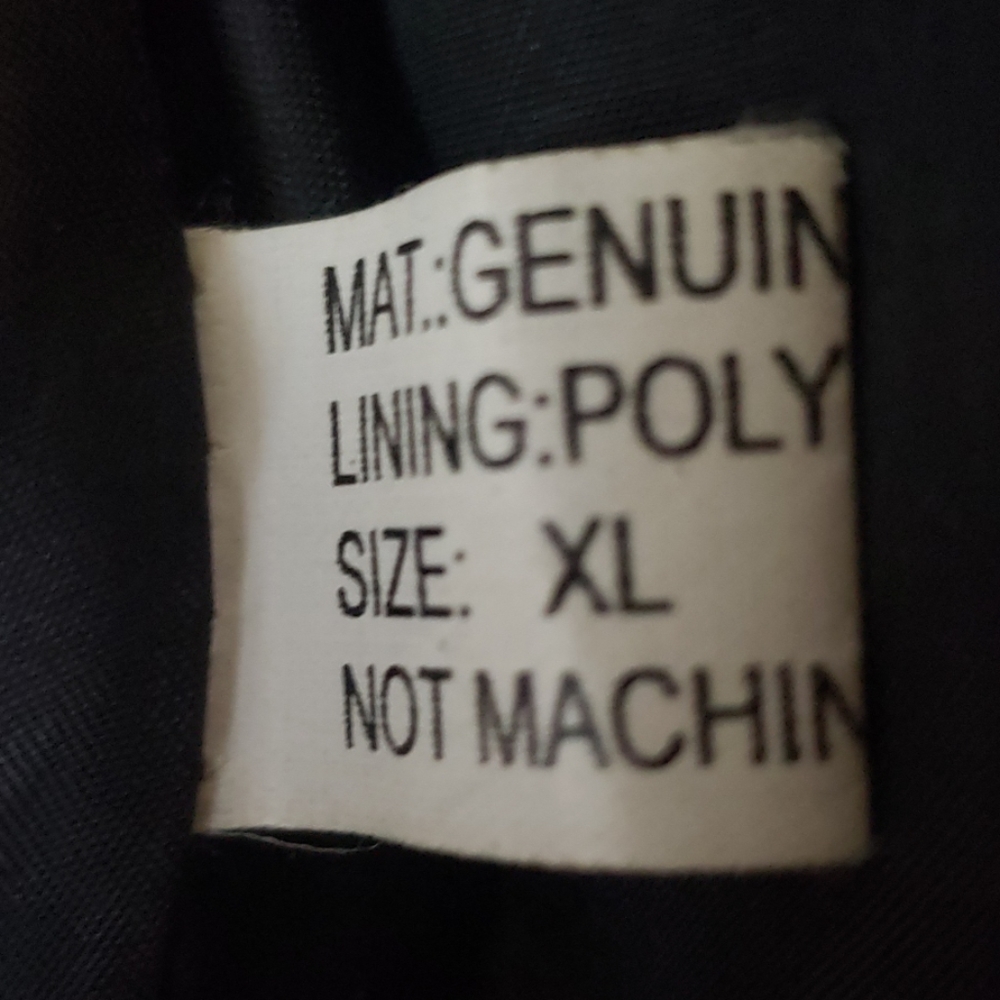 MAT.:GENUIN
LINING:POLY
SIZE: XL
NOT MACHIN